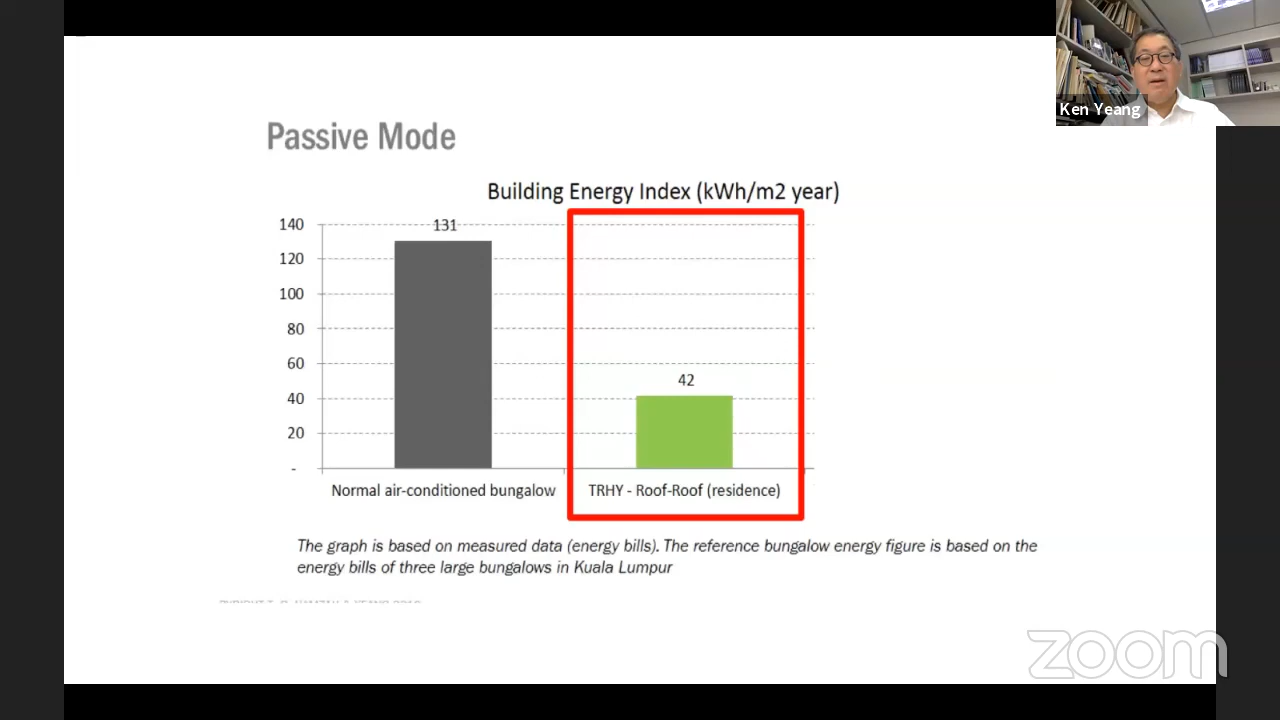 Ken Yeang
Passive Mode
Building Energy Index (kWh/m2 year)
140
120
100
80
60
40
20
-
131
42
Normal air-conditioned bungalow
TRHY - Roof-Roof (residence)
The graph is based on measured data (energy bills). The reference bungalow energy figure is based on the
energy bills of three large bungalows in Kuala Lumpur
zoom